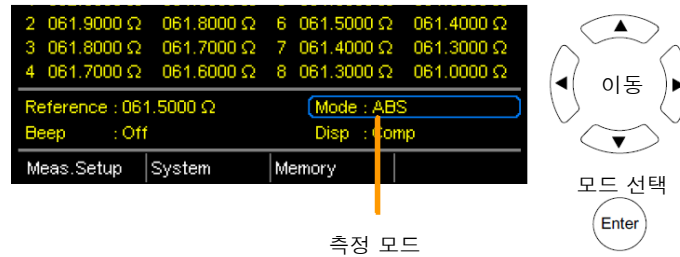 2 061.9000 Ω 061.8000 Ω 6 061.5000 Ω 061.4000 Ω
3 061.8000 Ω 061.7000 Ω 7 061.4000 Ω 061.3000 Ω
4 061.7000 Ω 061.6000 Ω 8 061.3000 Ω 061.0000 Ω
Reference : 061.5000 Ω Mode : ABS
Beep : Off Disp : Comp
Meas.Setup System Memory
측정 모드
이동
모드 선택
Enter